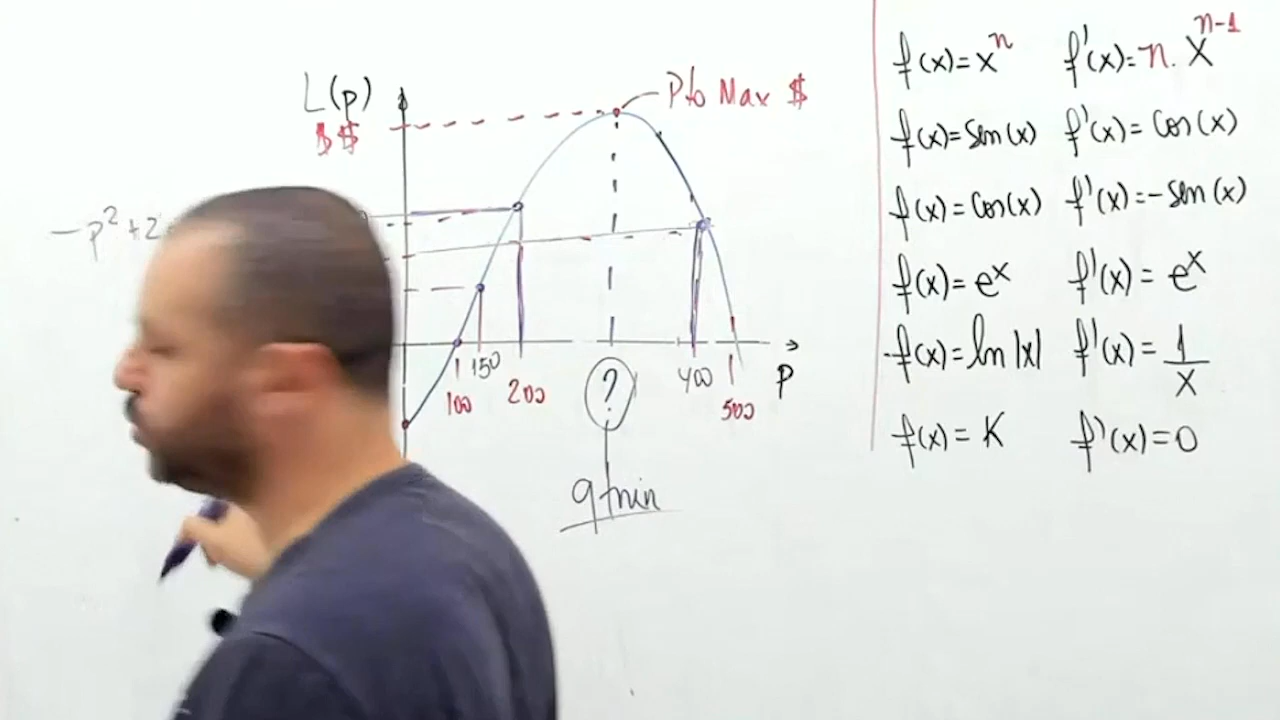 L(p)
$$
Pto Max $
-p²+2
100
150
200
?
400
500
p
9 min
f(x)=xⁿ f'(x)=n.xⁿ⁻¹
f(x)=Sen(x) f'(x)=Cos(x)
f(x)=Cos(x) f'(x)=-Sen(x)
f(x)=eˣ f'(x)=eˣ
f(x)=ln|x| f'(x)=1/x
f(x)=K f'(x)=0